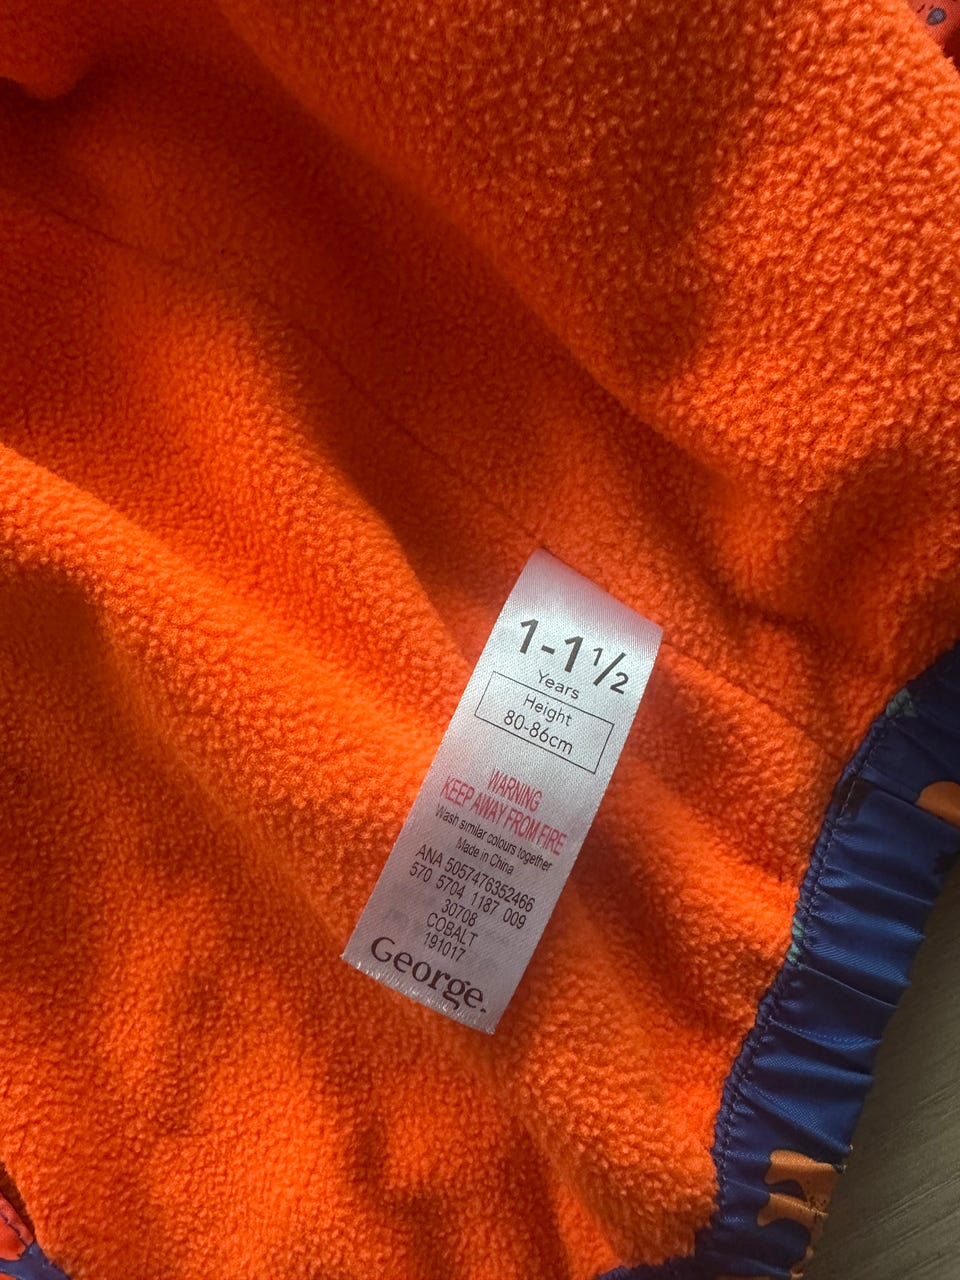 1-1½
Years
Height
80-86cm
WARNING
KEEP AWAY FROM FIRE
Wash similar colours together
Made in China
ANA 5057476352466
570 5704 1187 009
30708
COBALT
191017
George.